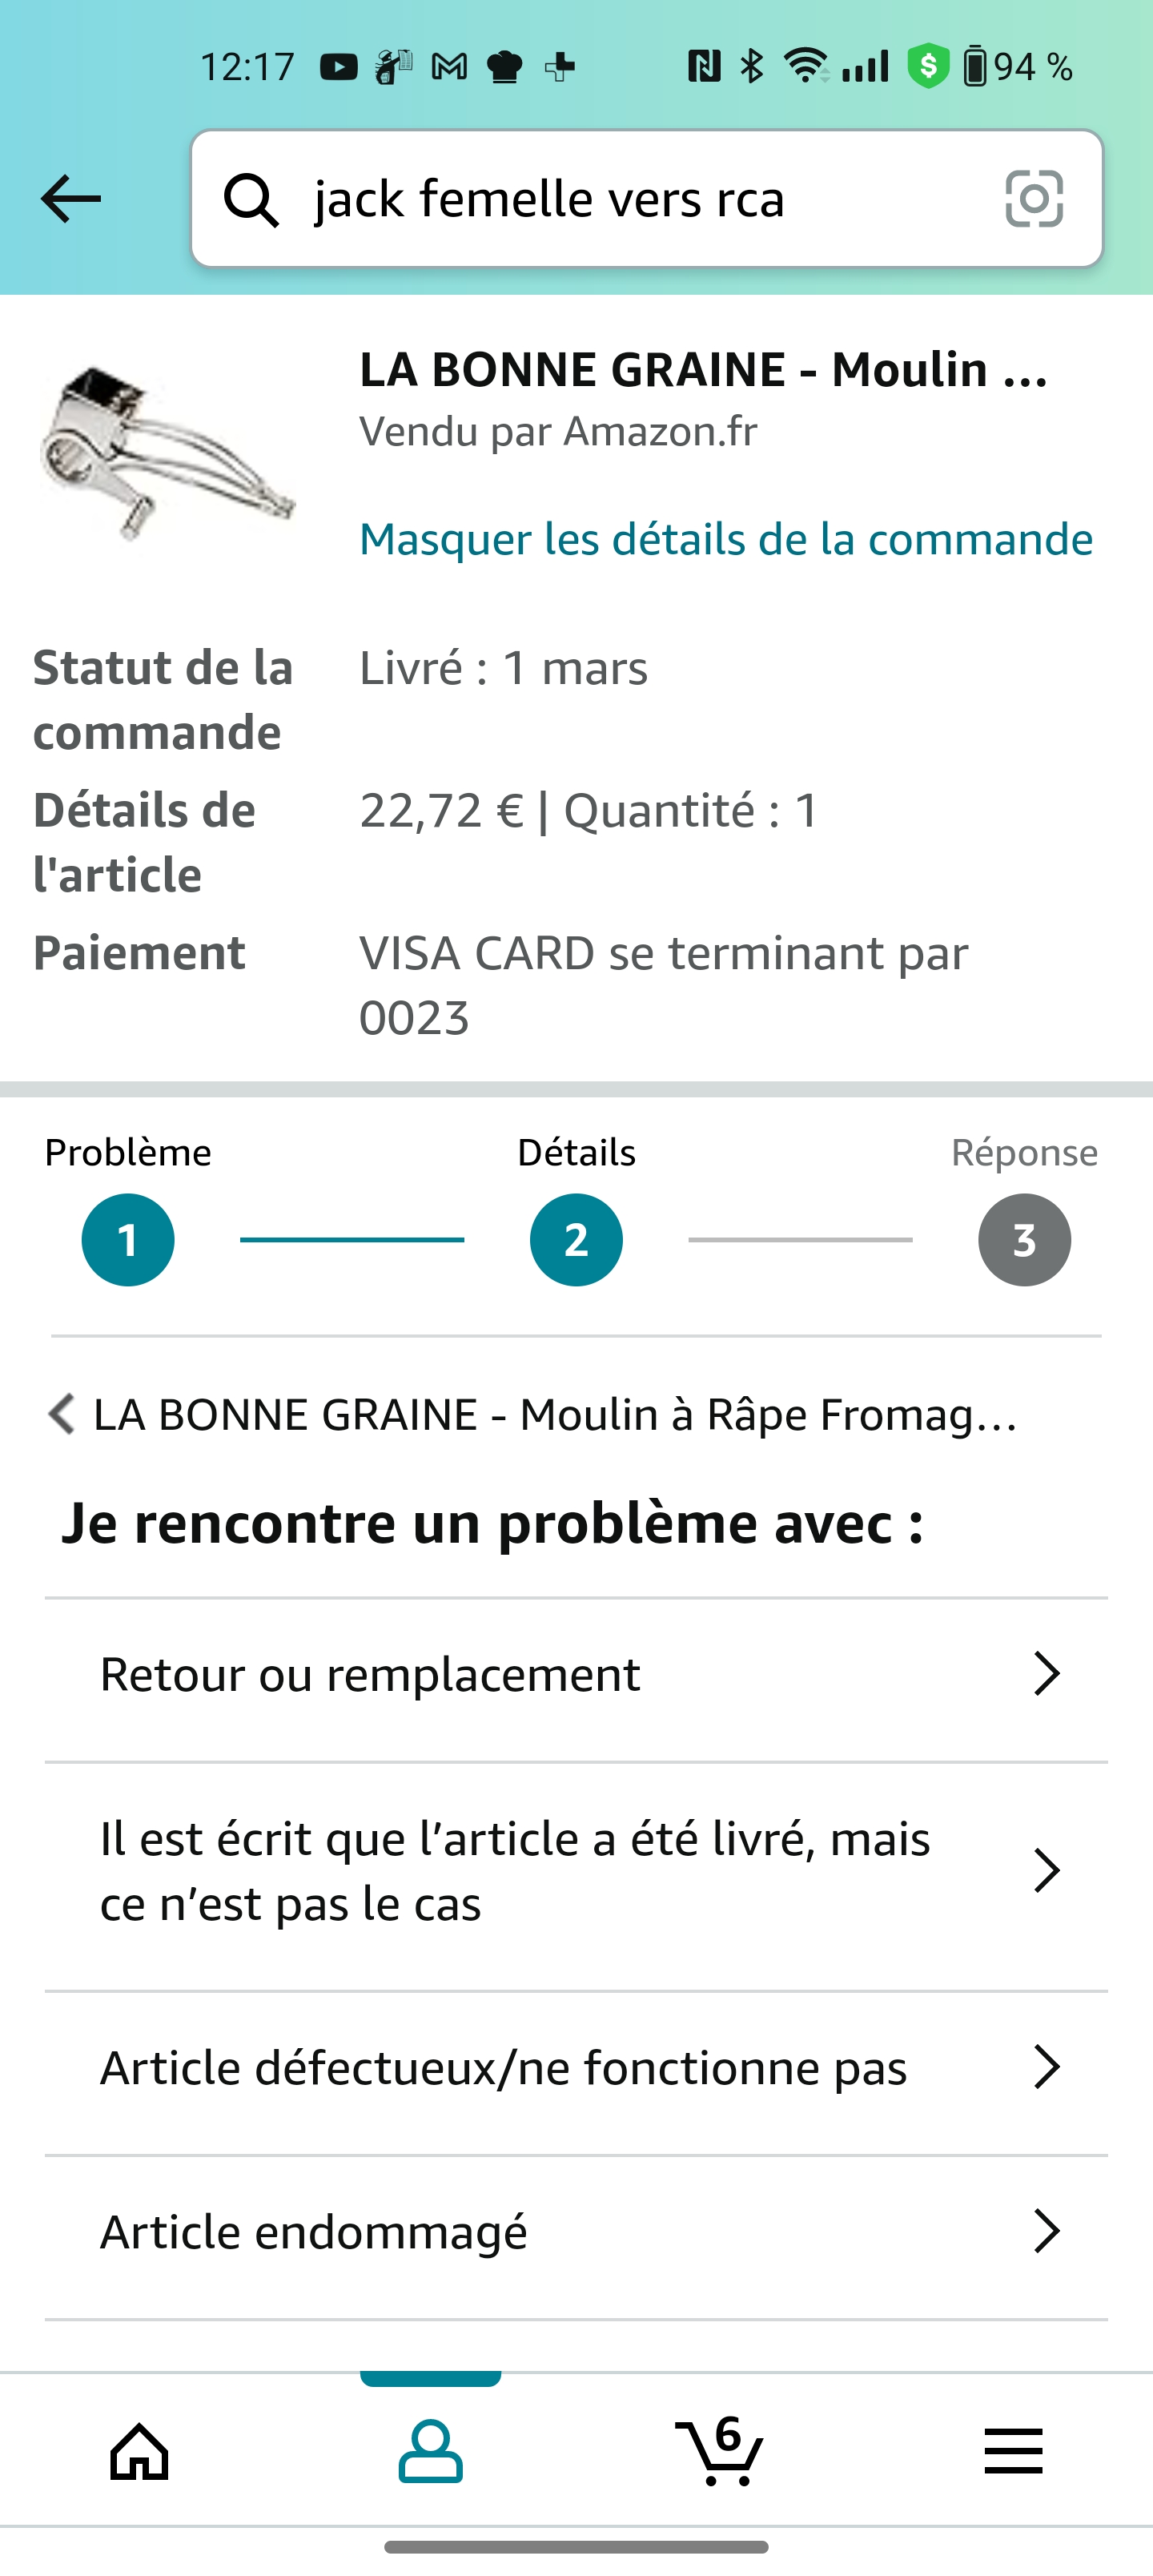 12:17
94 %
jack femelle vers rca
LA BONNE GRAINE - Moulin ...
Vendu par Amazon.fr
Masquer les détails de la commande
Statut de la
commande
Livré : 1 mars
Détails de
l'article
22,72 € | Quantité : 1
Paiement
VISA CARD se terminant par
0023
Problème
Détails
Réponse
1
2
3
LA BONNE GRAINE - Moulin à Râpe Fromag...
Je rencontre un problème avec :
Retour ou remplacement
Il est écrit que l’article a été livré, mais
ce n’est pas le cas
Article défectueux/ne fonctionne pas
Article endommagé
6